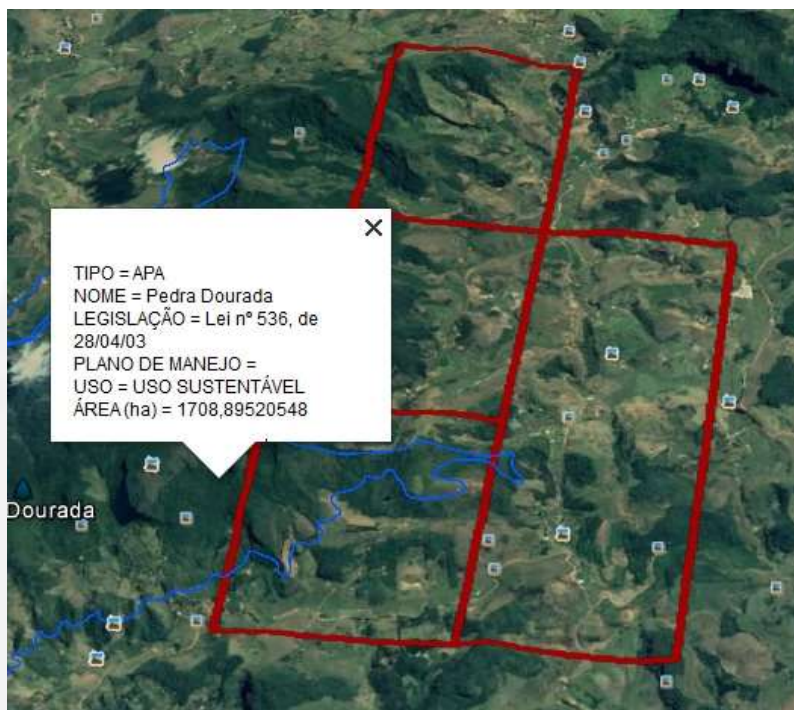 TIPO = APA
NOME = Pedra Dourada
LEGISLAÇÃO = Lei nº 536, de
28/04/03
PLANO DE MANEJO =
USO = USO SUSTENTÁVEL
ÁREA (ha) = 1708,89520548
Dourada